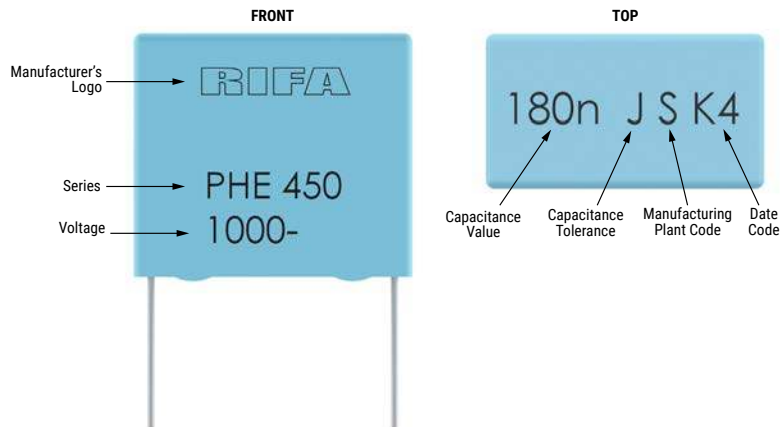 FRONT
Manufacturer's
Logo
RIFA
Series
PHE 450
Voltage
1000-
TOP
180n J S K4
Capacitance
Value
Capacitance
Tolerance
Manufacturing
Plant Code
Date
Code